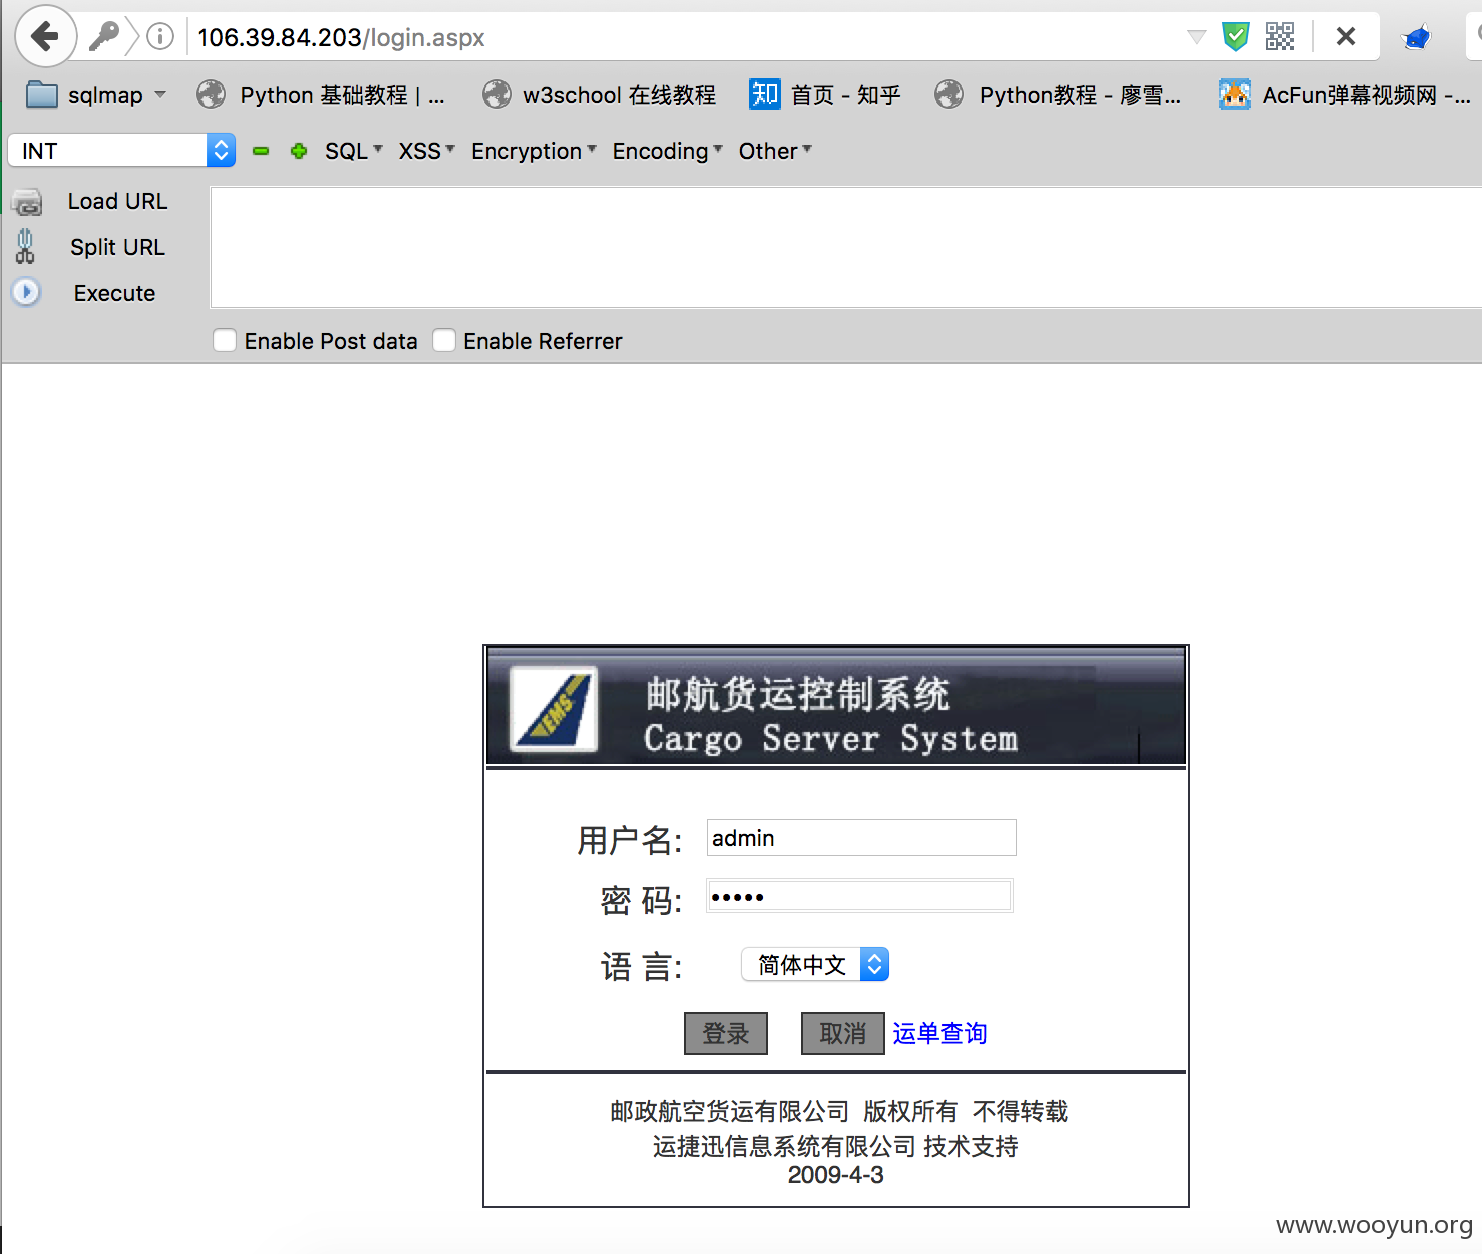 106.39.84.203/login.aspx
sqlmap Python 基础教程 | ... w3school 在线教程 知 首页 - 知乎 Python教程 - 廖雪... AcFun弹幕视频网 -...
INT SQL XSS Encryption Encoding Other
Load URL
Split URL
Execute
Enable Post data Enable Referrer
EMS
邮航货运控制系统
Cargo Server System
用户名: admin
密 码: •••••
语 言: 简体中文
登录 取消 运单查询
邮政航空货运有限公司 版权所有 不得转载
运捷迅信息系统有限公司 技术支持
2009-4-3
www.wooyun.org